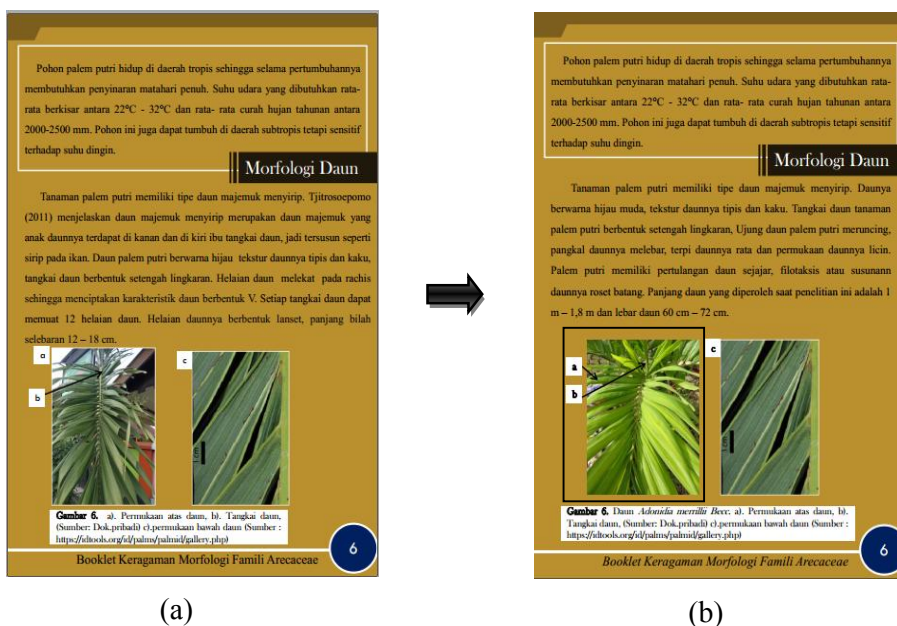 Pohon palem putri hidup di daerah tropis sehingga selama pertumbuhannya
membutuhkan penyinaran matahari penuh. Suhu udara yang dibutuhkan rata-
rata berkisar antara 22°C - 32°C dan rata- rata curah hujan tahunan antara
2000-2500 mm. Pohon ini juga dapat tumbuh di daerah subtropis tetapi sensitif
terhadap suhu dingin.
Morfologi Daun
Tanaman palem putri memiliki tipe daun majemuk menyirip. Tjitrosoepomo
(2011) menjelaskan daun majemuk menyirip merupakan daun majemuk yang
anak daunnya terdapat di kanan dan di kiri ibu tangkai daun, jadi tersusun seperti
sirip pada ikan. Daun palem putri berwarna hijau tekstur daunnya tipis dan kaku,
tangkai daun berbentuk setengah lingkaran. Helaian daun melekat pada rachis
sehingga menciptakan karakteristik daun berbentuk V. Setiap tangkai daun dapat
memuat 12 helaian daun. Helaian daunnya berbentuk lanset, panjang bilah
selebaran 12 – 18 cm.
a
b
c
Gambar 6. a). Permukaan atas daun, b). Tangkai daun,
(Sumber: Dok.pribadi) c).permukaan bawah daun (Sumber :
https://idtools.org/id/palms/palmid/gallery.php)
6
Booklet Keragaman Morfologi Famili Arecaceae
(a)
Pohon palem putri hidup di daerah tropis sehingga selama pertumbuhannya
membutuhkan penyinaran matahari penuh. Suhu udara yang dibutuhkan rata-
rata berkisar antara 22°C - 32°C dan rata- rata curah hujan tahunan antara
2000-2500 mm. Pohon ini juga dapat tumbuh di daerah subtropis tetapi sensitif
terhadap suhu dingin.
Morfologi Daun
Tanaman palem putri memiliki tipe daun majemuk menyirip. Daunya
berwarna hijau muda, tekstur daunnya tipis dan kaku. Tangkai daun tanaman
palem putri berbentuk setengah lingkaran, Ujung daun palem putri meruncing,
pangkal daunnya melebar, terpi daunnya rata dan permukaan daunnya licin.
Palem putri memiliki pertulangan daun sejajar, filotaksis atau susunann
daunnya roset batang. Panjang daun yang diperoleh saat penelitian ini adalah 1
m – 1,8 m dan lebar daun 60 cm – 72 cm.
a
b
c
Gambar 6. Daun Adonidia merrillii Becc. a). Permukaan atas daun, b).
Tangkai daun, (Sumber: Dok.pribadi) c).permukaan bawah daun (Sumber :
https://idtools.org/id/palms/palmid/gallery.php)
6
Booklet Keragaman Morfologi Famili Arecaceae
(b)